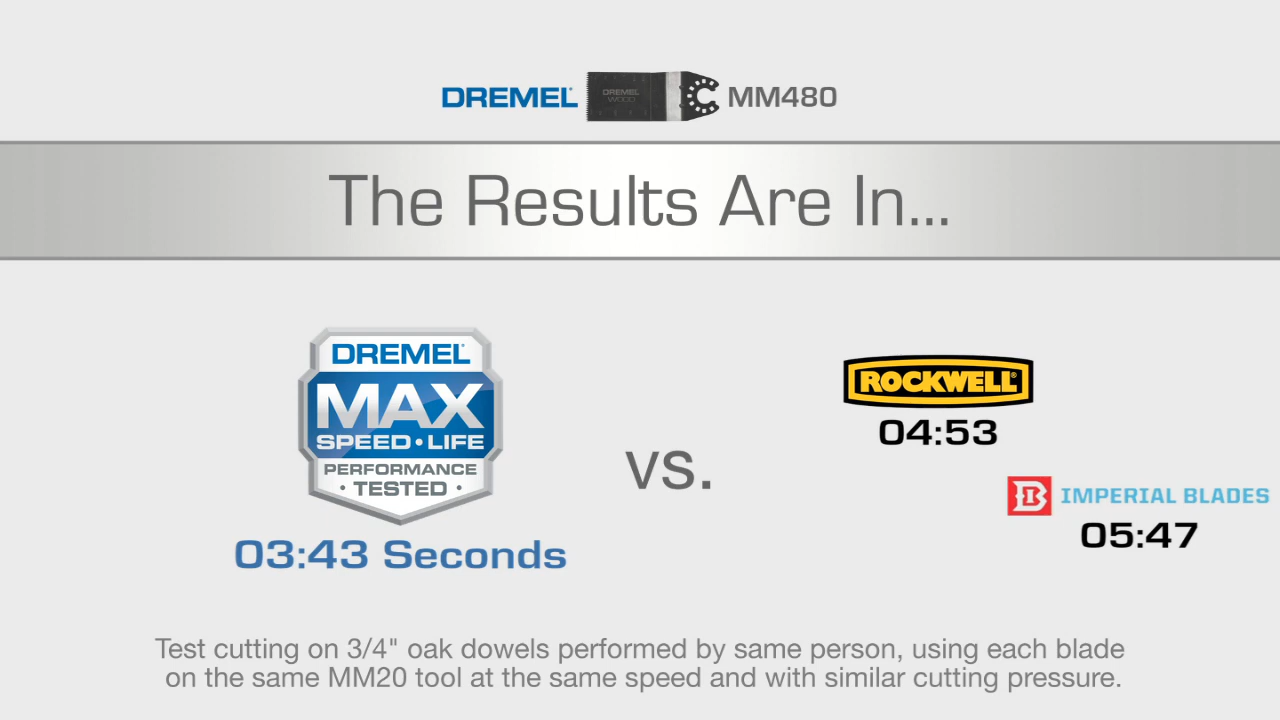 DREMEL DREMEL WOOD MM480
The Results Are In...
DREMEL
MAX
SPEED • LIFE
PERFORMANCE
• TESTED •
03:43 Seconds
vs.
ROCKWELL®
04:53
IB IMPERIAL BLADES
05:47
Test cutting on 3/4" oak dowels performed by same person, using each blade
on the same MM20 tool at the same speed and with similar cutting pressure.